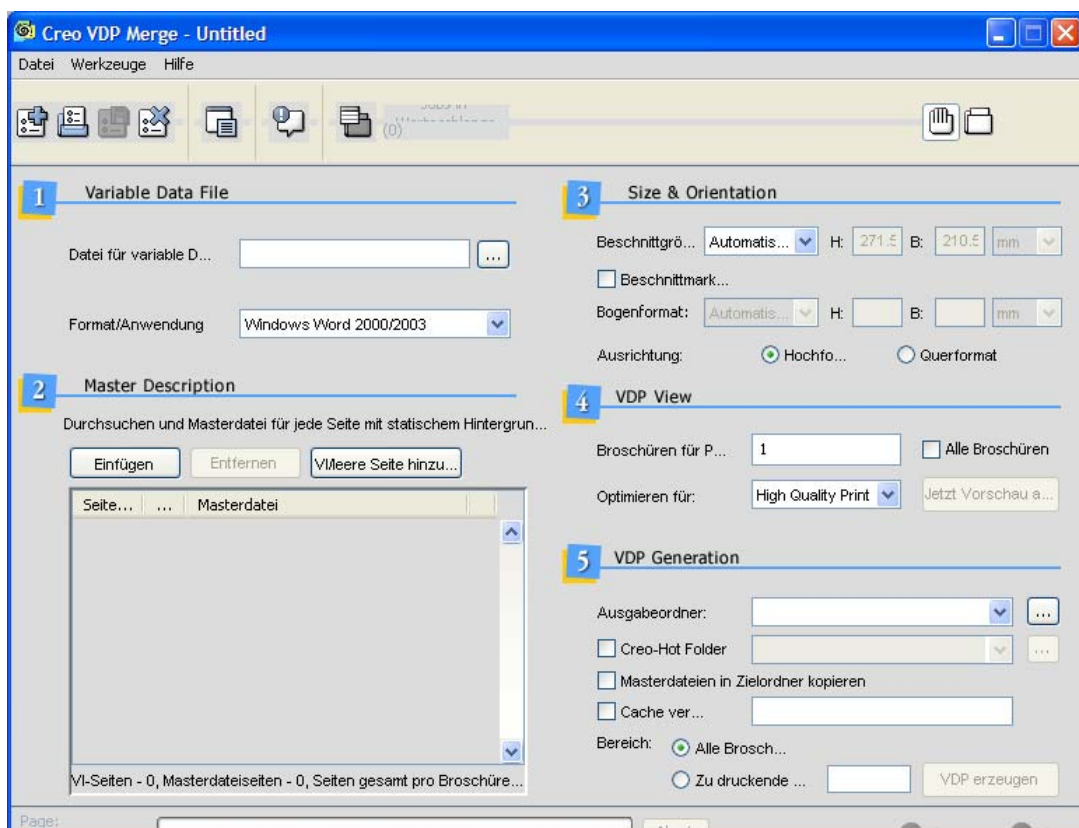 Creo VDP Merge - Untitled
Datei Werkzeuge Hilfe
(0)
1 Variable Data File
Datei für variable D... ...
Format/Anwendung Windows Word 2000/2003
2 Master Description
Durchsuchen und Masterdatei für jede Seite mit statischem Hintergrun...
Einfügen Entfernen VI/leere Seite hinzu...
Seite... ... Masterdatei
VI-Seiten - 0, Masterdateiseiten - 0, Seiten gesamt pro Broschüre...
3 Size & Orientation
Beschnittgrö... Automatis... H: 271.5 B: 210.5 mm
Beschnittmark...
Bogenformat: Automatis... H: B: mm
Ausrichtung: Hochfo... Querformat
4 VDP View
Broschüren für P... 1 Alle Broschüren
Optimieren für: High Quality Print Jetzt Vorschau a...
5 VDP Generation
Ausgabeordner: ...
Creo-Hot Folder ...
Masterdateien in Zielordner kopieren
Cache ver...
Bereich: Alle Brosch...
Zu druckende ... VDP erzeugen
Page: